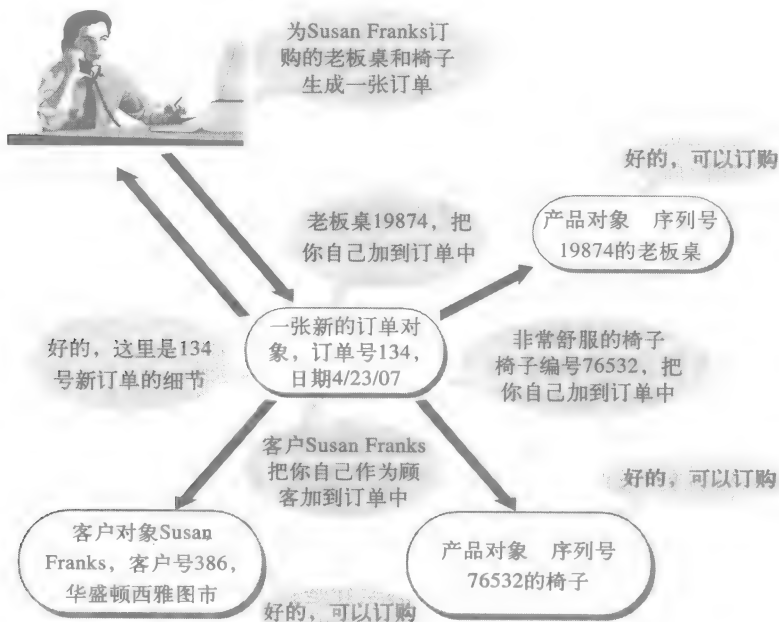 为Susan Franks订
购的老板桌和椅子
生成一张订单
好的，可以订购
老板桌19874，把
你自己加到订单中
产品对象　序列号
19874的老板桌
好的，这里是134
号新订单的细节
一张新的订单对
象，订单号134，
日期4/23/07
非常舒服的椅子
椅子编号76532，把
你自己加到订单中
客户Susan Franks
把你自己作为顾
客加到订单中
好的，可以订购
客户对象Susan
Franks，客户号386，
华盛顿西雅图市
产品对象　序列号
76532的椅子
好的，可以订购